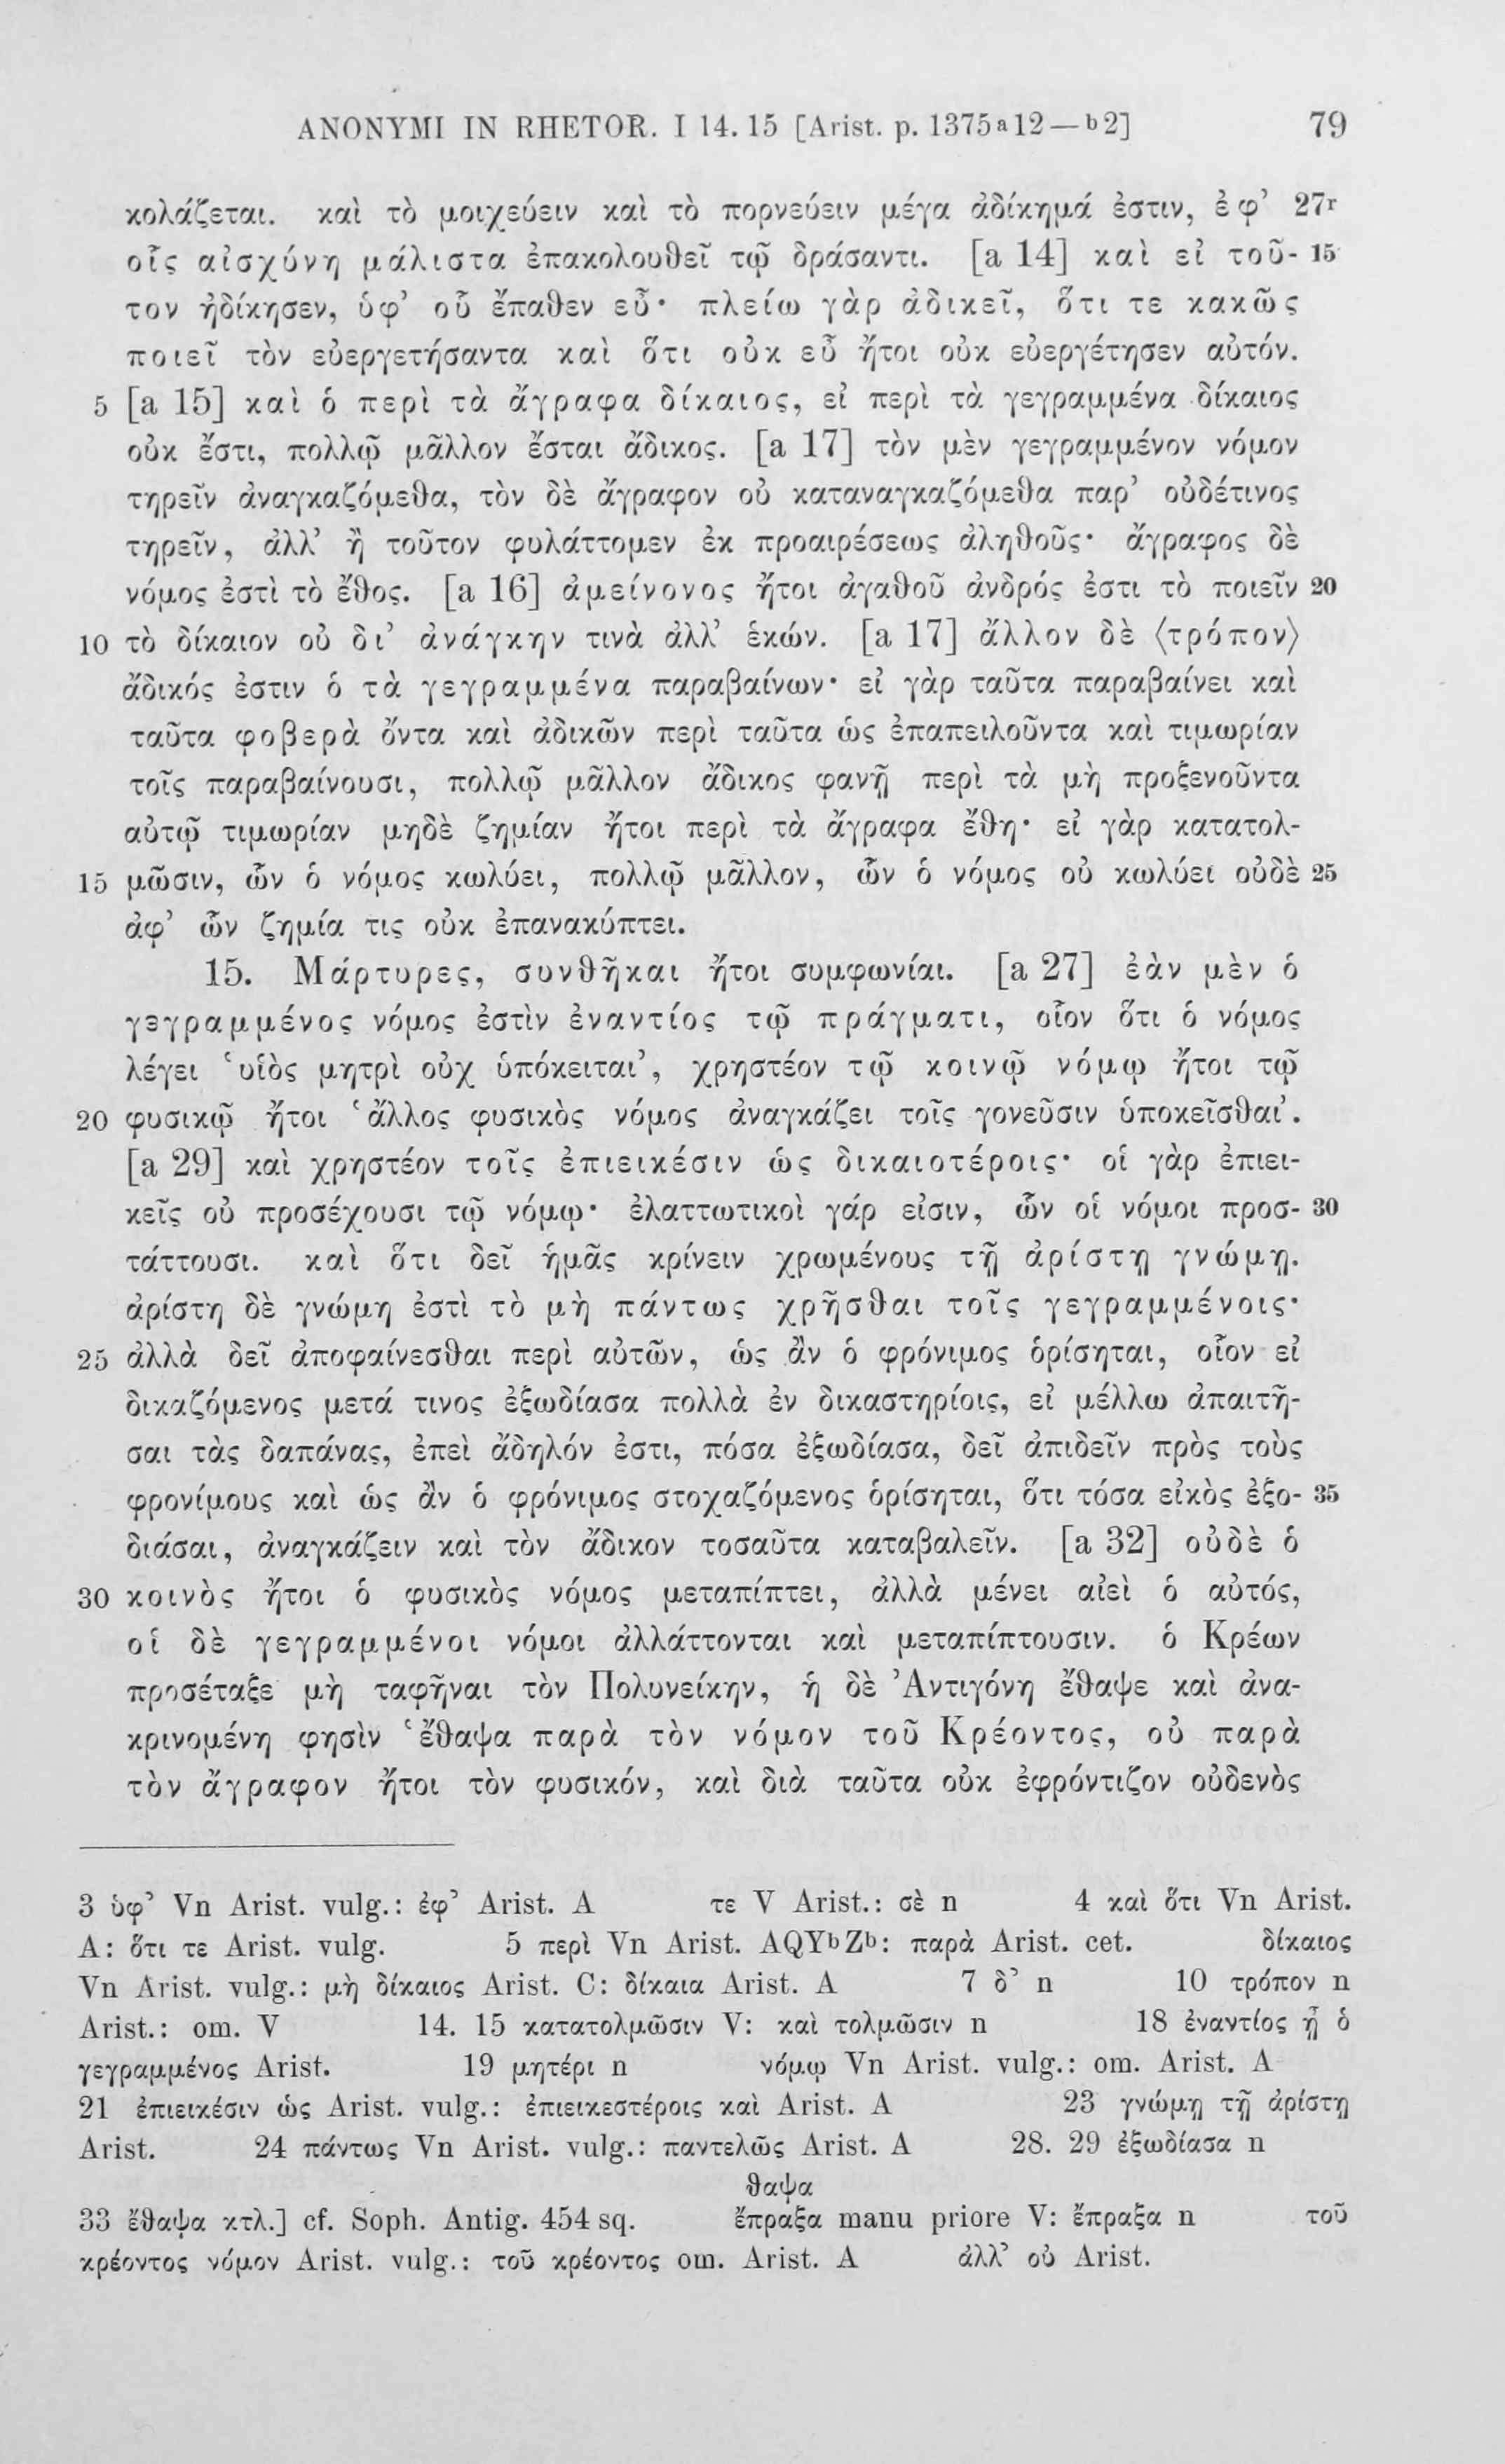 ANONYMI IN RHETOR. I 14. 15 [Arist. p. 1375a12—b2] 79
κολάζεται. καὶ τὸ μοιχεύειν καὶ τὸ πορνεύειν μέγα ἀδίκημά ἐστιν, ἐφ’ 27r
οἷς αἰσχύνη μάλιστα ἐπακολουθεῖ τῷ δράσαντι. [a 14] καὶ εἰ τοῦ- 15
τον ἠδίκησεν, ὑφ’ οὗ ἔπαθεν εὖ· πλείω γὰρ ἀδικεῖ, ὅτι τε κακῶς
ποιεῖ τὸν εὐεργετήσαντα καὶ ὅτι οὐκ εὖ ἤτοι οὐκ εὐεργέτησεν αὐτόν.
5 [a 15] καὶ ὁ περὶ τὰ ἄγραφα δίκαιος, εἰ περὶ τὰ γεγραμμένα δίκαιος
οὐκ ἔστι, πολλῷ μᾶλλον ἔσται ἄδικος. [a 17] τὸν μὲν γεγραμμένον νόμον
τηρεῖν ἀναγκαζόμεθα, τὸν δὲ ἄγραφον οὐ καταναγκαζόμεθα παρ’ οὐδέτινος
τηρεῖν, ἀλλ’ ἢ τοῦτον φυλάττομεν ἐκ προαιρέσεως ἀληθοῦς· ἄγραφος δὲ
νόμος ἐστὶ τὸ ἔθος. [a 16] ἀμείνονος ἤτοι ἀγαθοῦ ἀνδρός ἐστι τὸ ποιεῖν 20
10 τὸ δίκαιον οὐ δι’ ἀνάγκην τινὰ ἀλλ’ ἑκών. [a 17] ἄλλον δὲ ⟨τρόπον⟩
ἄδικός ἐστιν ὁ τὰ γεγραμμένα παραβαίνων· εἰ γὰρ ταῦτα παραβαίνει καὶ
ταῦτα φοβερὰ ὄντα καὶ ἀδικῶν περὶ ταῦτα ὡς ἐπαπειλοῦντα καὶ τιμωρίαν
τοῖς παραβαίνουσι, πολλῷ μᾶλλον ἄδικος φανῇ περὶ τὰ μὴ προξενοῦντα
αὐτῷ τιμωρίαν μηδὲ ζημίαν ἤτοι περὶ τὰ ἄγραφα ἔθη· εἰ γὰρ κατατολ-
15 μῶσιν, ὧν ὁ νόμος κωλύει, πολλῷ μᾶλλον, ὧν ὁ νόμος οὐ κωλύει οὐδὲ 25
ἀφ’ ὧν ζημία τις οὐκ ἐπανακύπτει.
15. Μάρτυρες, συνθῆκαι ἤτοι συμφωνίαι. [a 27] ἐὰν μὲν ὁ
γεγραμμένος νόμος ἐστὶν ἐναντίος τῷ πράγματι, οἷον ὅτι ὁ νόμος
λέγει ‘υἱὸς μητρὶ οὐχ ὑπόκειται’, χρηστέον τῷ κοινῷ νόμῳ ἤτοι τῷ
20 φυσικῷ ἤτοι ‘ἄλλος φυσικὸς νόμος ἀναγκάζει τοῖς γονεῦσιν ὑποκεῖσθαι’.
[a 29] καὶ χρηστέον τοῖς ἐπιεικέσιν ὡς δικαιοτέροις· οἱ γὰρ ἐπιει-
κεῖς οὐ προσέχουσι τῷ νόμῳ· ἐλαττωτικοὶ γάρ εἰσιν, ὧν οἱ νόμοι προσ- 30
τάττουσι. καὶ ὅτι δεῖ ἡμᾶς κρίνειν χρωμένους τῇ ἀρίστῃ γνώμῃ.
ἀρίστη δὲ γνώμη ἐστὶ τὸ μὴ πάντως χρῆσθαι τοῖς γεγραμμένοις·
25 ἀλλὰ δεῖ ἀποφαίνεσθαι περὶ αὐτῶν, ὡς ἂν ὁ φρόνιμος ὁρίσηται, οἷον εἰ
δικαζόμενος μετά τινος ἐξωδίασα πολλὰ ἐν δικαστηρίοις, εἰ μέλλω ἀπαιτῆ-
σαι τὰς δαπάνας, ἐπεὶ ἄδηλόν ἐστι, πόσα ἐξωδίασα, δεῖ ἀπιδεῖν πρὸς τοὺς
φρονίμους καὶ ὡς ἂν ὁ φρόνιμος στοχαζόμενος ὁρίσηται, ὅτι τόσα εἰκὸς ἐξο- 35
διάσαι, ἀναγκάζειν καὶ τὸν ἄδικον τοσαῦτα καταβαλεῖν. [a 32] οὐδὲ ὁ
30 κοινὸς ἤτοι ὁ φυσικὸς νόμος μεταπίπτει, ἀλλὰ μένει αἰεὶ ὁ αὐτός,
οἱ δὲ γεγραμμένοι νόμοι ἀλλάττονται καὶ μεταπίπτουσιν. ὁ Κρέων
προσέταξε μὴ ταφῆναι τὸν Πολυνείκην, ἡ δὲ Ἀντιγόνη ἔθαψε καὶ ἀνα-
κρινομένη φησὶν ‘ἔθαψα παρὰ τὸν νόμον τοῦ Κρέοντος, οὐ παρὰ
τὸν ἄγραφον ἤτοι τὸν φυσικόν, καὶ διὰ ταῦτα οὐκ ἐφρόντιζον οὐδενὸς
3 ὑφ’ Vn Arist. vulg.: ἐφ’ Arist. A τε V Arist.: σὲ n 4 καὶ ὅτι Vn Arist.
A: ὅτι τε Arist. vulg. 5 περὶ Vn Arist. AQYbZb: παρὰ Arist. cet. δίκαιος
Vn Arist. vulg.: μὴ δίκαιος Arist. C: δίκαια Arist. A 7 δ’ n 10 τρόπον n
Arist.: om. V 14. 15 κατατολμῶσιν V: καὶ τολμῶσιν n 18 ἐναντίος ᾖ ὁ
γεγραμμένος Arist. 19 μητέρι n νόμῳ Vn Arist. vulg.: om. Arist. A
21 ἐπιεικέσιν ὡς Arist. vulg.: ἐπιεικεστέροις καὶ Arist. A 23 γνώμῃ τῇ ἀρίστῃ
Arist. 24 πάντως Vn Arist. vulg.: παντελῶς Arist. A 28. 29 ἐξωδίασα n
θαψα
33 ἔθαψα κτλ.] cf. Soph. Antig. 454 sq. ἔπραξα manu priore V: ἔπραξα n τοῦ
κρέοντος νόμον Arist. vulg.: τοῦ κρέοντος om. Arist. A ἀλλ’ οὐ Arist.